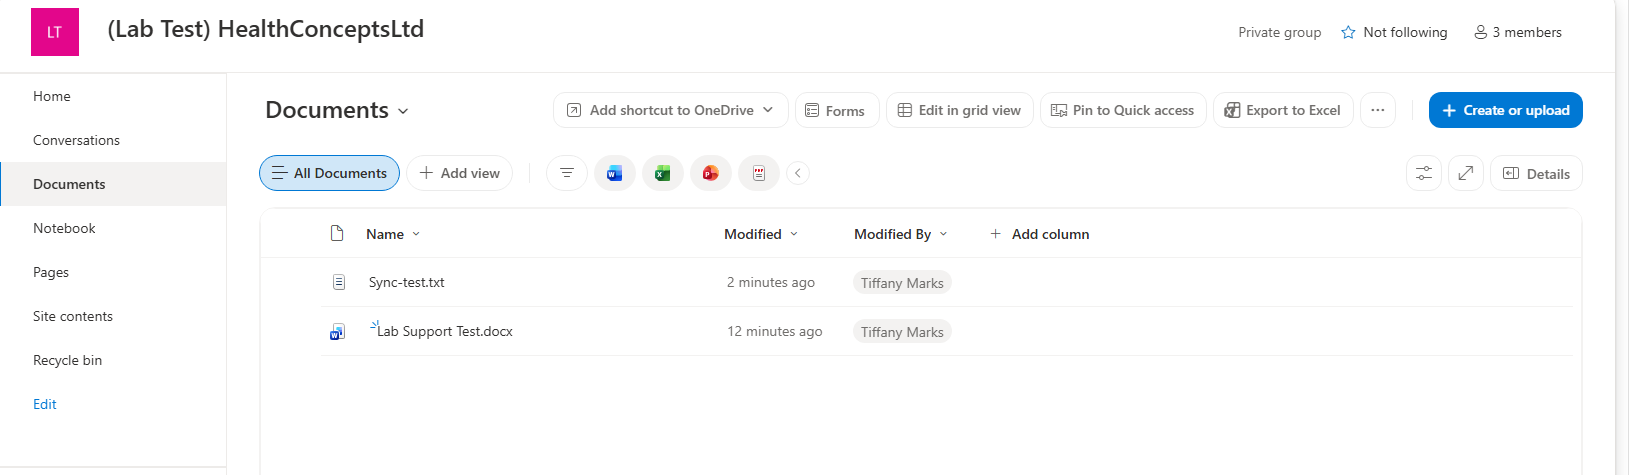 LT
(Lab Test) HealthConceptsLtd
Private group
Not following
3 members
Home
Conversations
Documents
Notebook
Pages
Site contents
Recycle bin
Edit
Documents
Add shortcut to OneDrive
Forms
Edit in grid view
Pin to Quick access
Export to Excel
...
+ Create or upload
All Documents
+ Add view
W
X
P
PDF
Details
Name
Modified
Modified By
+ Add column
Sync-test.txt
2 minutes ago
Tiffany Marks
W
Lab Support Test.docx
12 minutes ago
Tiffany Marks